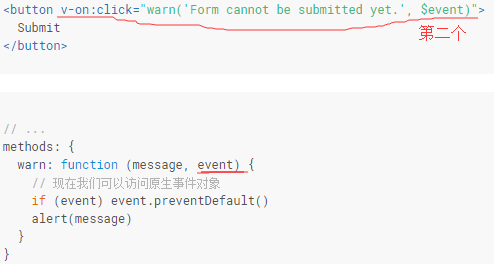 <button v-on:click="warn('Form cannot be submitted yet.', $event)">
  Submit
</button>
第二个
// ...
methods: {
  warn: function (message, event) {
    // 现在我们可以访问原生事件对象
    if (event) event.preventDefault()
    alert(message)
  }
}